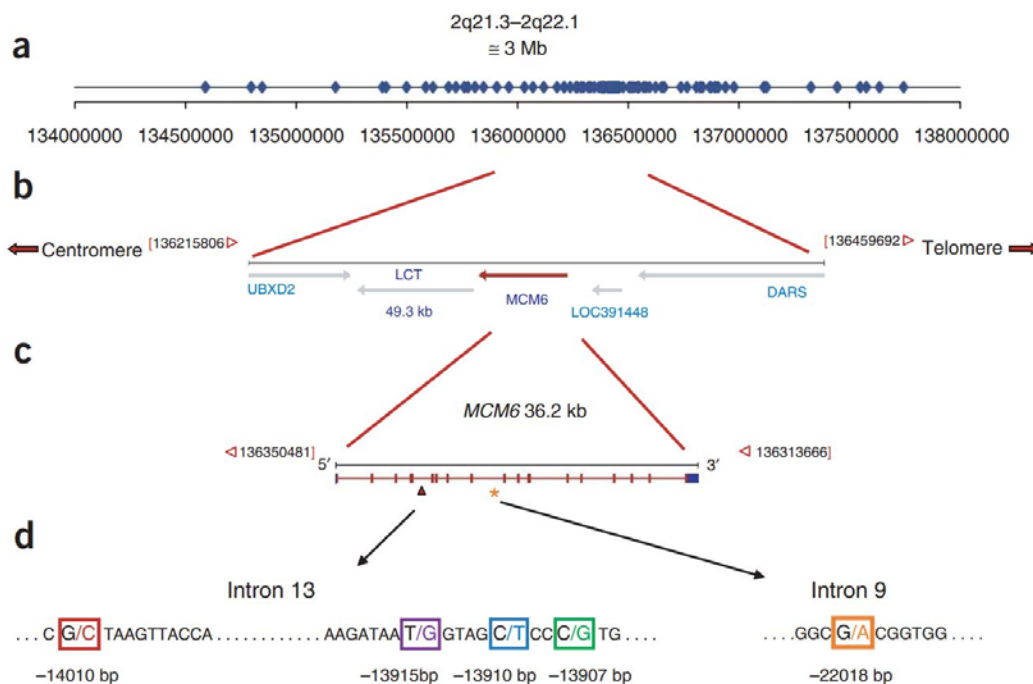 a
2q21.3–2q22.1
≅ 3 Mb
134000000 134500000 135000000 135500000 136000000 136500000 137000000 137500000 138000000
b
Centromere [136215806 136459692] Telomere
LCT
UBXD2 MCM6 DARS
49.3 kb LOC391448
c
MCM6 36.2 kb
136350481] 5′ 3′ 136313666]
*
d
Intron 13 Intron 9
....C G/C TAAGTTACCA............AAGATAA T/G GTAG C/T CC C/G TG.... ....GGC G/A CGGTGG....
–14010 bp –13915bp –13910 bp –13907 bp –22018 bp